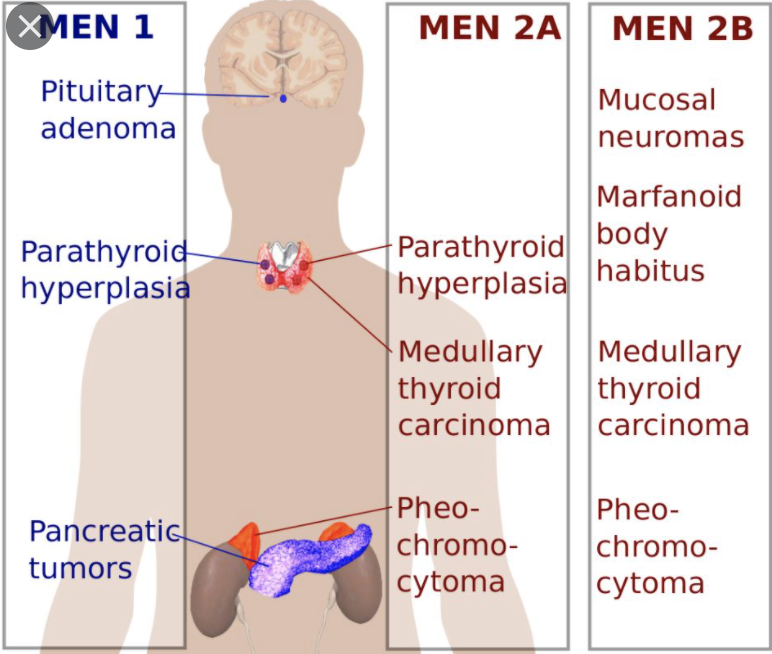 MEN 1
Pituitary
adenoma
Parathyroid
hyperplasia
Pancreatic
tumors
MEN 2A
Parathyroid
hyperplasia
Medullary
thyroid
carcinoma
Pheo-
chromo-
cytoma
MEN 2B
Mucosal
neuromas
Marfanoid
body
habitus
Medullary
thyroid
carcinoma
Pheo-
chromo-
cytoma